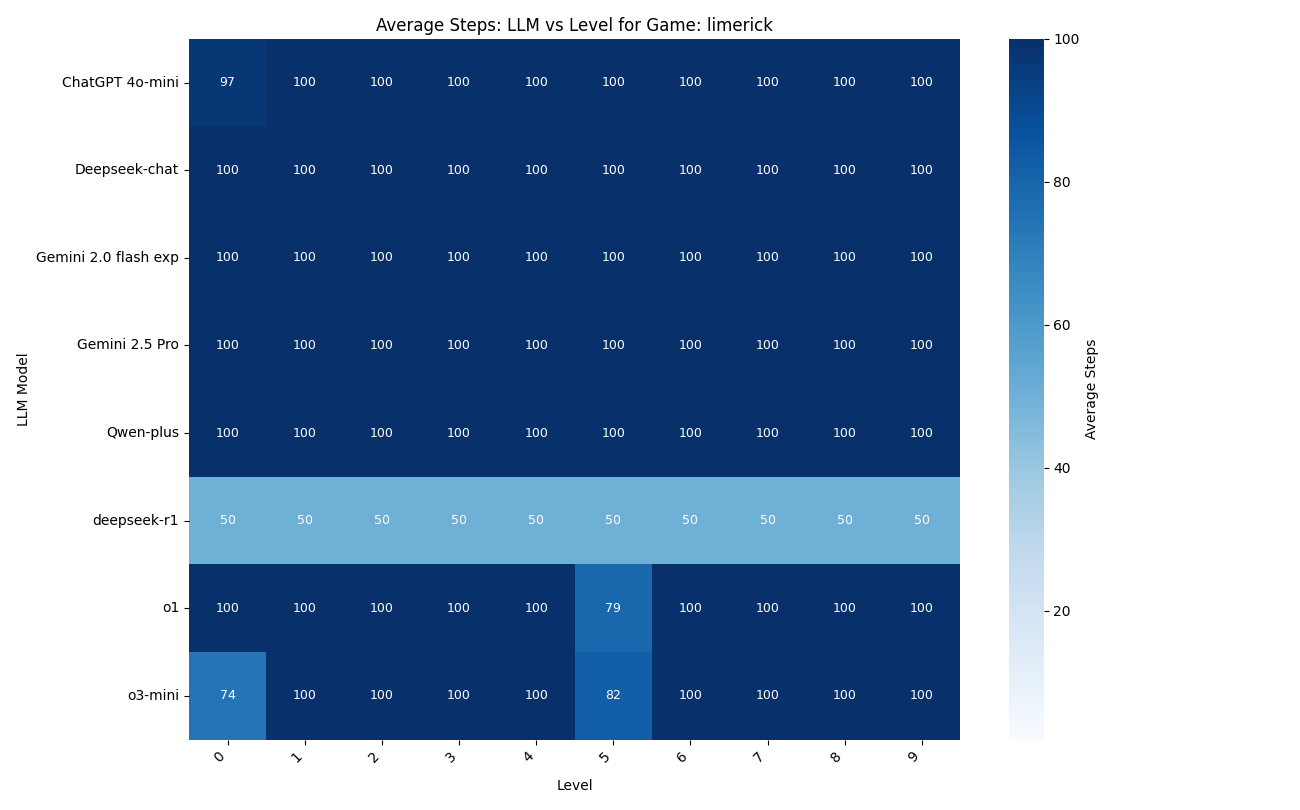 Average Steps: LLM vs Level for Game: limerick
LLM Model
ChatGPT 4o-mini 97 100 100 100 100 100 100 100 100 100
Deepseek-chat 100 100 100 100 100 100 100 100 100 100
Gemini 2.0 flash exp 100 100 100 100 100 100 100 100 100 100
Gemini 2.5 Pro 100 100 100 100 100 100 100 100 100 100
Qwen-plus 100 100 100 100 100 100 100 100 100 100
deepseek-r1 50 50 50 50 50 50 50 50 50 50
o1 100 100 100 100 100 79 100 100 100 100
o3-mini 74 100 100 100 100 82 100 100 100 100
0 1 2 3 4 5 6 7 8 9
Level
100
80
60
40
20
Average Steps